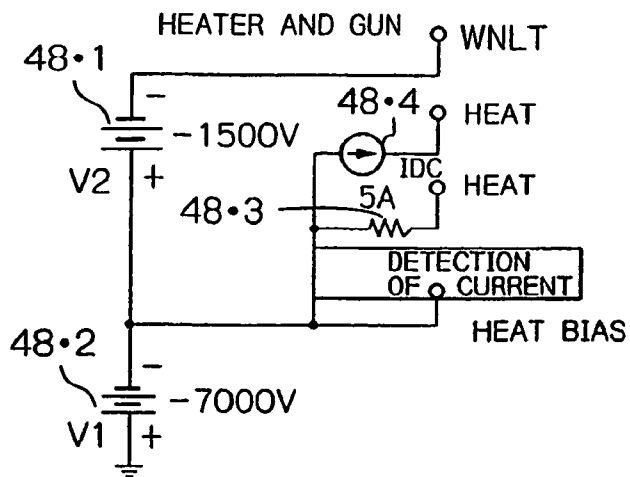 HEATER AND GUN
WNLT
48•1
−
−1500V
V2
+
48•4
HEAT
IDC
HEAT
5A
48•3
DETECTION
OF CURRENT
HEAT BIAS
48•2
−
−7000V
V1
+